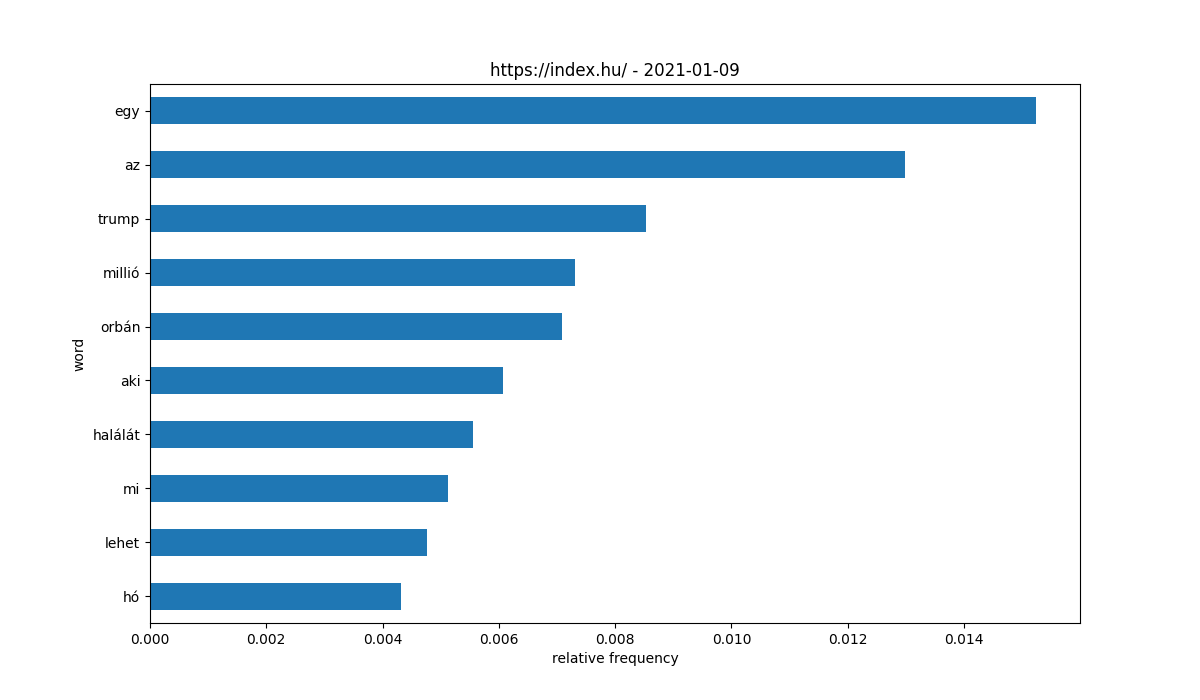 https://index.hu/ - 2021-01-09
egy
az
trump
millió
orbán
aki
halálát
mi
lehet
hó
word
0.000 0.002 0.004 0.006 0.008 0.010 0.012 0.014
relative frequency